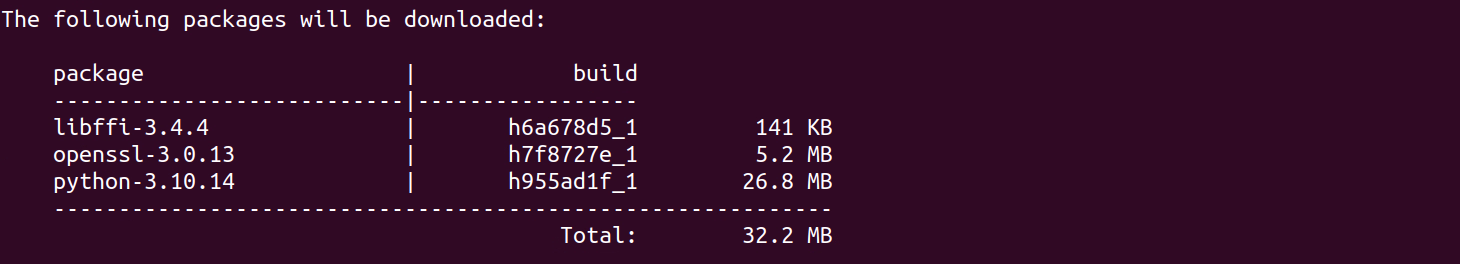 The following packages will be downloaded:
package | build
---------------------------|-----------------
libffi-3.4.4 | h6a678d5_1 141 KB
openssl-3.0.13 | h7f8727e_1 5.2 MB
python-3.10.14 | h955ad1f_1 26.8 MB
------------------------------------------------------------
Total: 32.2 MB